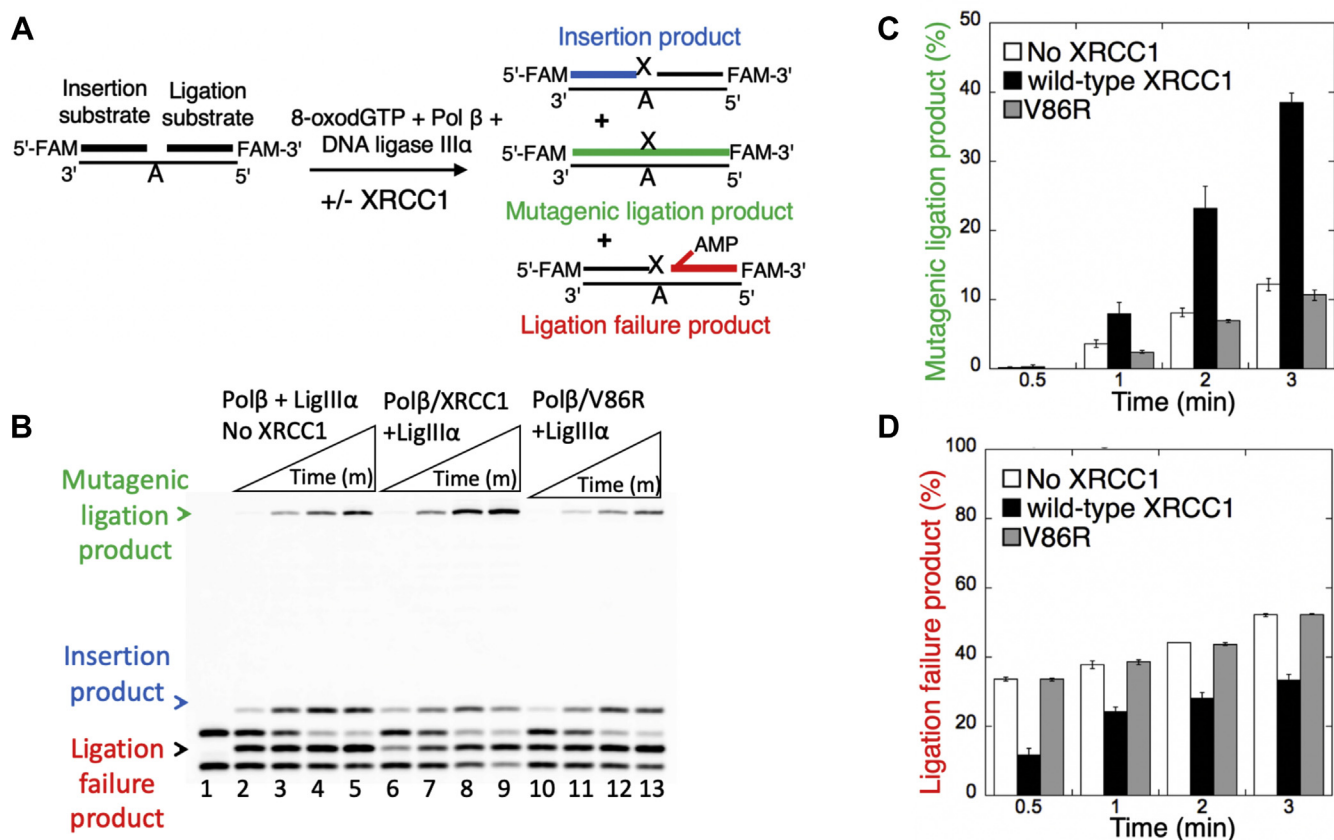 A
Insertion
substrate
Ligation
substrate
5'-FAM
FAM-3'
3'
A
5'
8-oxodGTP + Pol β +
DNA ligase IIIα
+/- XRCC1
Insertion product
5'-FAM
X
FAM-3'
3'
A
5'
+
5'-FAM
X
FAM-3'
3'
A
5'
Mutagenic ligation product
+
AMP
5'-FAM
X
FAM-3'
3'
A
5'
Ligation failure product
B
Polβ + LigIIIα
No XRCC1
Polβ/XRCC1
+LigIIIα
Polβ/V86R
+LigIIIα
Time (m)
Time (m)
Time (m)
Mutagenic
ligation
product
Insertion
product
Ligation
failure
product
1 2 3 4 5 6 7 8 9 10 11 12 13
C
Mutagenic ligation product (%)
50
40
30
20
10
0
No XRCC1
wild-type XRCC1
V86R
0.5 1 2 3
Time (min)
D
Ligation failure product (%)
100
80
60
40
20
0
No XRCC1
wild-type XRCC1
V86R
0.5 1 2 3
Time (min)